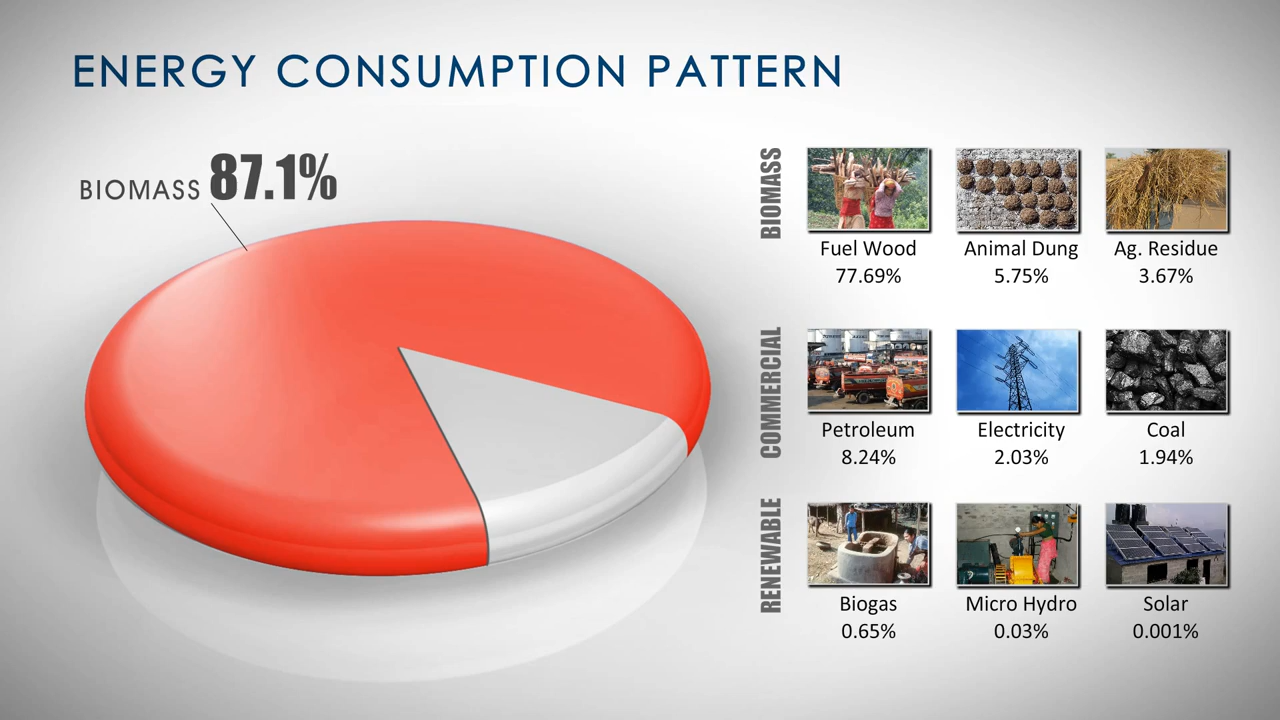 ENERGY CONSUMPTION PATTERN
BIOMASS 87.1%
BIOMASS
Fuel Wood
77.69%
Animal Dung
5.75%
Ag. Residue
3.67%
COMMERCIAL
Petroleum
8.24%
Electricity
2.03%
Coal
1.94%
RENEWABLE
Biogas
0.65%
Micro Hydro
0.03%
Solar
0.001%